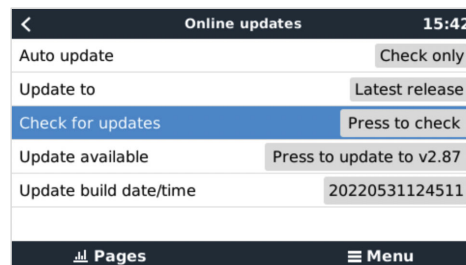 Online updates 15:42
Auto update Check only
Update to Latest release
Check for updates Press to check
Update available Press to update to v2.87
Update build date/time 20220531124511
Pages Menu